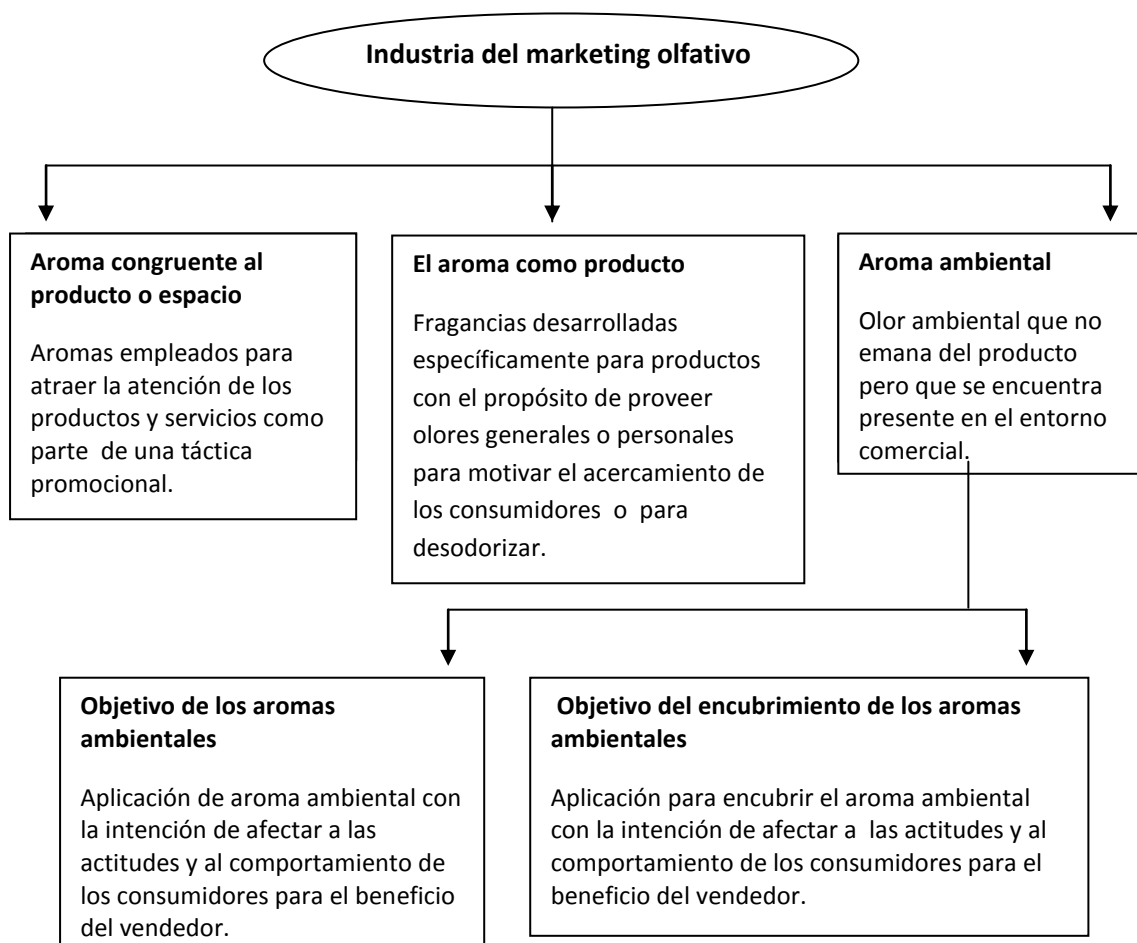 Industria del marketing olfativo
Aroma congruente al
producto o espacio
Aromas empleados para
atraer la atención de los
productos y servicios como
parte de una táctica
promocional.
El aroma como producto
Fragancias desarrolladas
específicamente para productos
con el propósito de proveer
olores generales o personales
para motivar el acercamiento de
los consumidores o para
desodorizar.
Aroma ambiental
Olor ambiental que no
emana del producto
pero que se encuentra
presente en el entorno
comercial.
Objetivo de los aromas
ambientales
Aplicación de aroma ambiental con
la intención de afectar a las
actitudes y al comportamiento de
los consumidores para el beneficio
del vendedor.
Objetivo del encubrimiento de los aromas
ambientales
Aplicación para encubrir el aroma ambiental
con la intención de afectar a las actitudes y al
comportamiento de los consumidores para el
beneficio del vendedor.